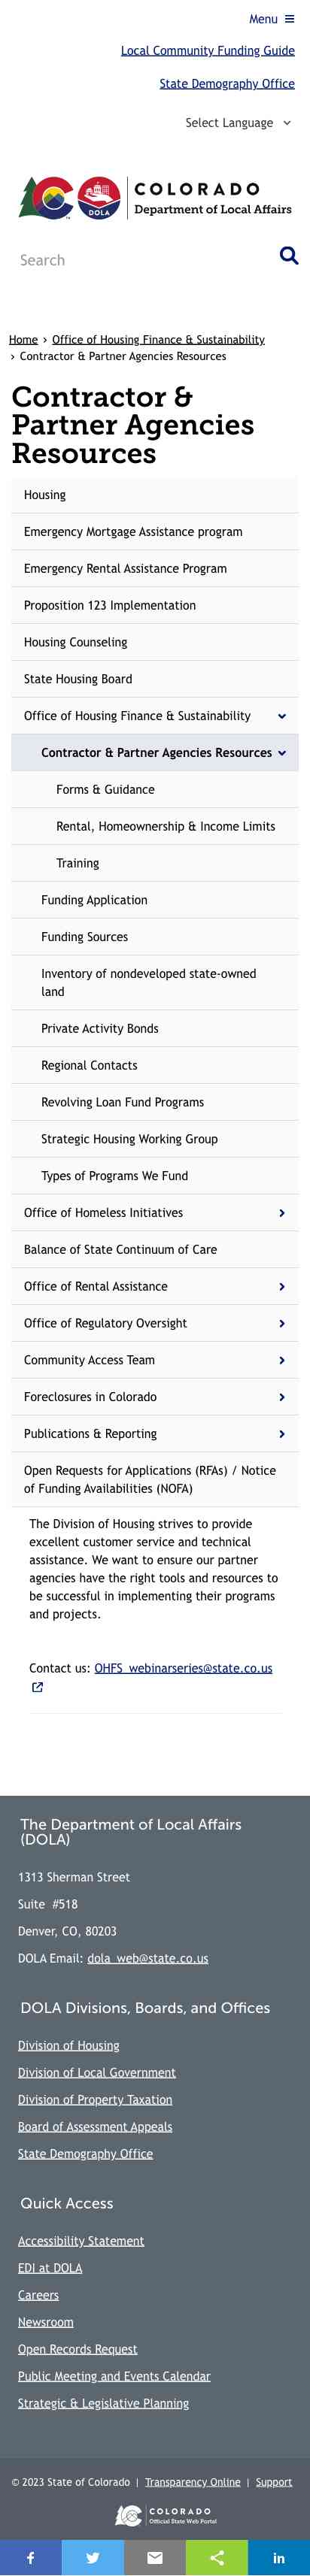 Menu
Local Community Funding Guide
State Demography Office
Select Language
DOLA
COLORADO
Department of Local Affairs
Search
Home › Office of Housing Finance & Sustainability
› Contractor & Partner Agencies Resources
Contractor &
Partner Agencies
Resources
Housing
Emergency Mortgage Assistance program
Emergency Rental Assistance Program
Proposition 123 Implementation
Housing Counseling
State Housing Board
Office of Housing Finance & Sustainability
Contractor & Partner Agencies Resources
Forms & Guidance
Rental, Homeownership & Income Limits
Training
Funding Application
Funding Sources
Inventory of nondeveloped state-owned
land
Private Activity Bonds
Regional Contacts
Revolving Loan Fund Programs
Strategic Housing Working Group
Types of Programs We Fund
Office of Homeless Initiatives
Balance of State Continuum of Care
Office of Rental Assistance
Office of Regulatory Oversight
Community Access Team
Foreclosures in Colorado
Publications & Reporting
Open Requests for Applications (RFAs) / Notice
of Funding Availabilities (NOFA)
The Division of Housing strives to provide
excellent customer service and technical
assistance. We want to ensure our partner
agencies have the right tools and resources to
be successful in implementing their programs
and projects.
Contact us: OHFS_webinarseries@state.co.us
The Department of Local Affairs
(DOLA)
1313 Sherman Street
Suite #518
Denver, CO, 80203
DOLA Email: dola_web@state.co.us
DOLA Divisions, Boards, and Offices
Division of Housing
Division of Local Government
Division of Property Taxation
Board of Assessment Appeals
State Demography Office
Quick Access
Accessibility Statement
EDI at DOLA
Careers
Newsroom
Open Records Request
Public Meeting and Events Calendar
Strategic & Legislative Planning
© 2023 State of Colorado | Transparency Online | Support
COLORADO
Official State Web Portal